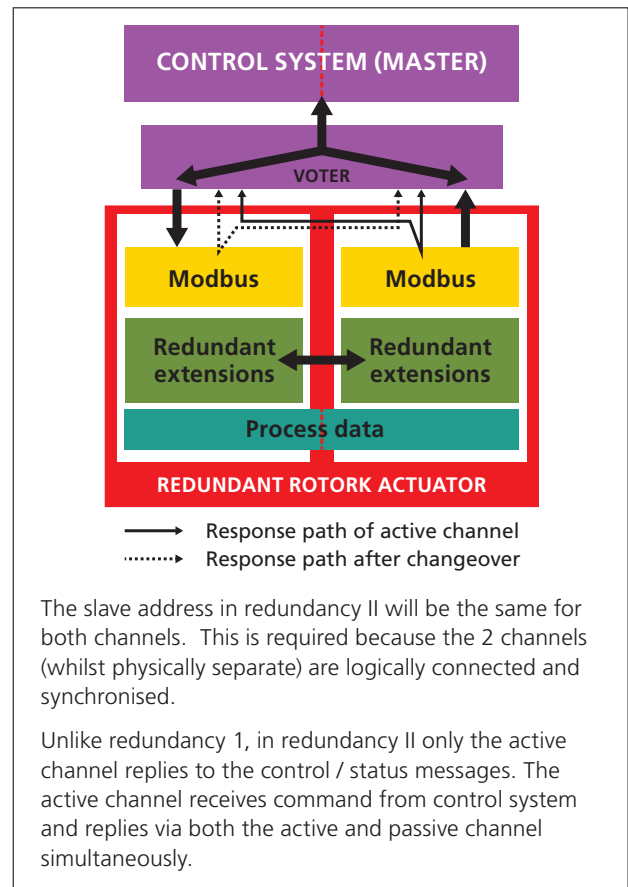 CONTROL SYSTEM (MASTER)
VOTER
Modbus Modbus
Redundant Redundant
extensions extensions
Process data
REDUNDANT ROTORK ACTUATOR
Response path of active channel
Response path after changeover
The slave address in redundancy II will be the same for
both channels.  This is required because the 2 channels
(whilst physically separate) are logically connected and
synchronised.
Unlike redundancy 1, in redundancy II only the active
channel replies to the control / status messages. The
active channel receives command from control system
and replies via both the active and passive channel
simultaneously.